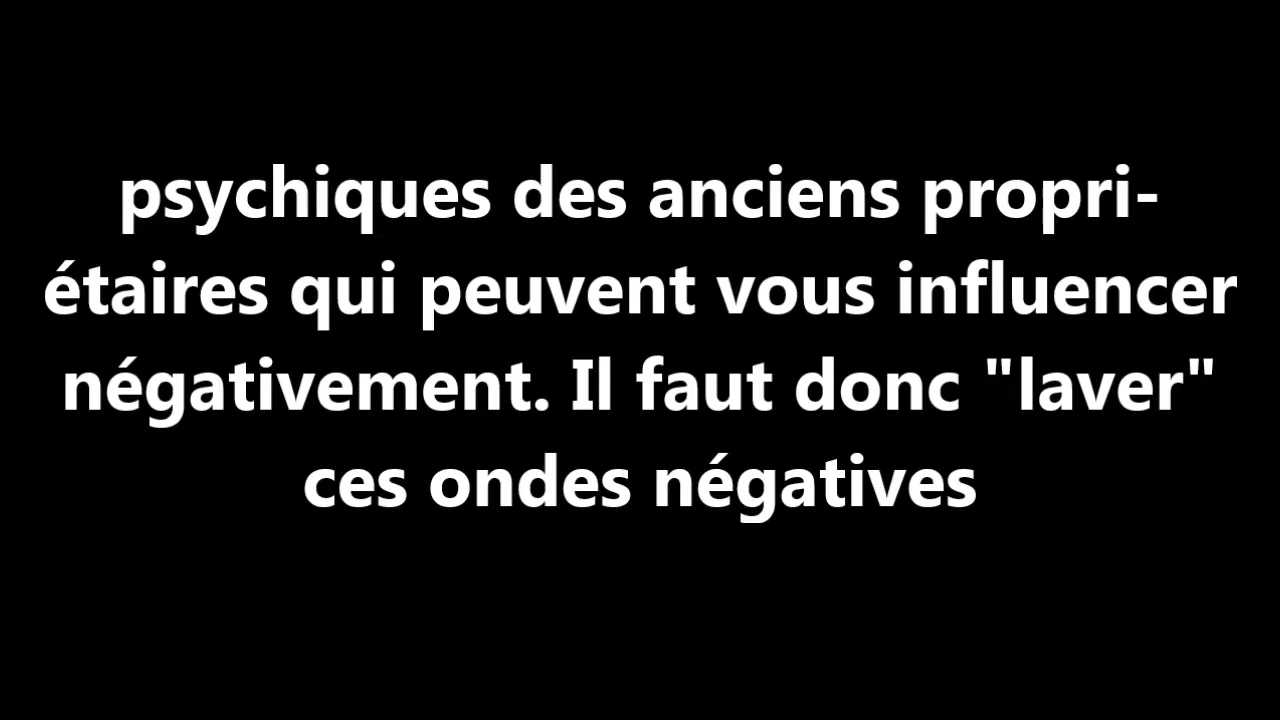 psychiques des anciens propri-
étaires qui peuvent vous influencer
négativement. Il faut donc "laver"
ces ondes négatives